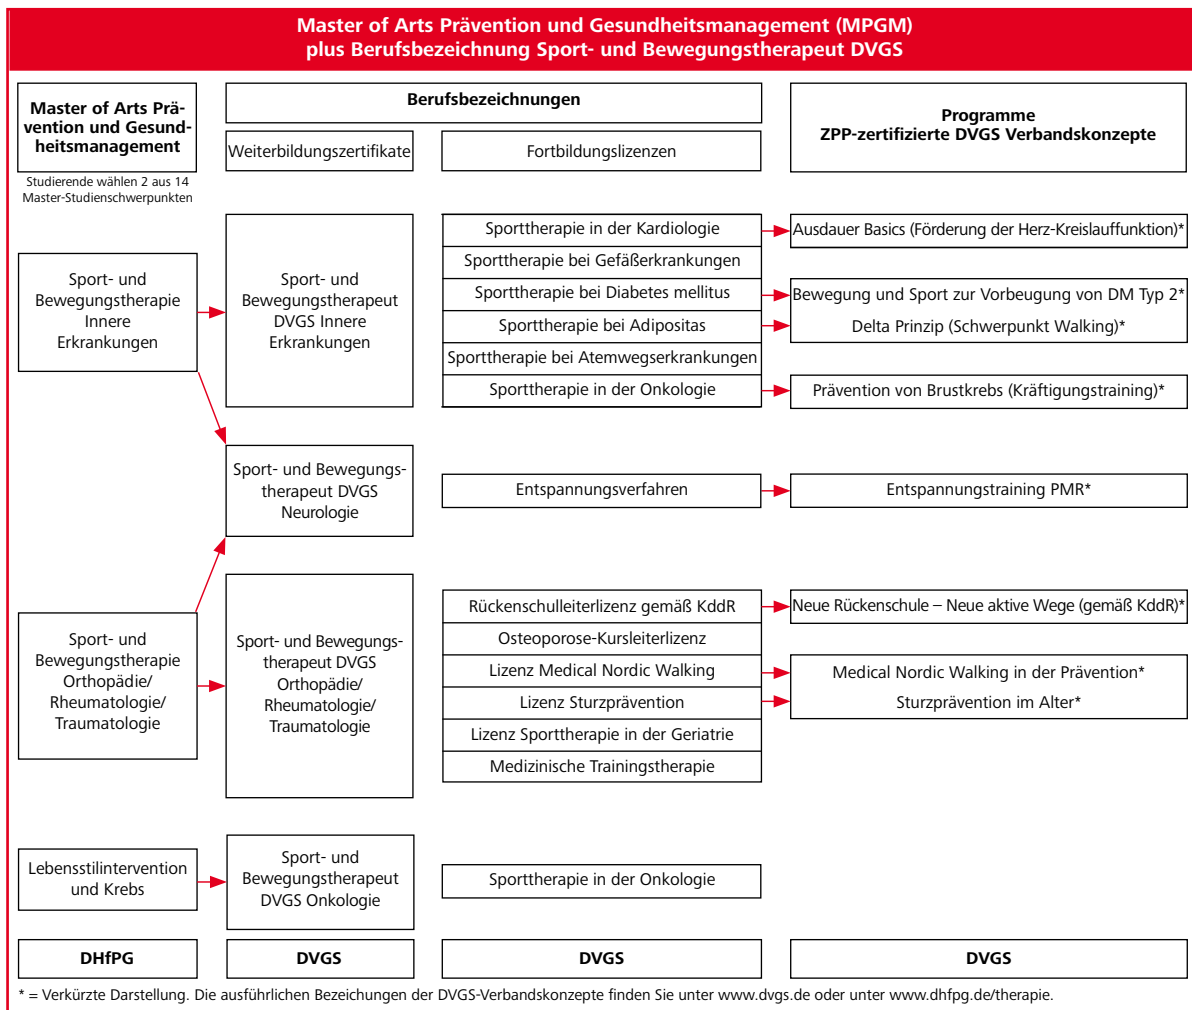 Master of Arts Prävention und Gesundheitsmanagement (MPGM)
plus Berufsbezeichnung Sport- und Bewegungstherapeut DVGS
Master of Arts Prä-
vention und Gesund-
heitsmanagement
Studierende wählen 2 aus 14
Master-Studienschwerpunkten
Berufsbezeichnungen
Weiterbildungszertifikate
Fortbildungslizenzen
Programme
ZPP-zertifizierte DVGS Verbandskonzepte
Sport- und
Bewegungstherapie
Innere
Erkrankungen
Sport- und
Bewegungstherapeut
DVGS Innere
Erkrankungen
Sporttherapie in der Kardiologie
Sporttherapie bei Gefäßerkrankungen
Sporttherapie bei Diabetes mellitus
Sporttherapie bei Adipositas
Sporttherapie bei Atemwegserkrankungen
Sporttherapie in der Onkologie
Ausdauer Basics (Förderung der Herz-Kreislauffunktion)*
Bewegung und Sport zur Vorbeugung von DM Typ 2*
Delta Prinzip (Schwerpunkt Walking)*
Prävention von Brustkrebs (Kräftigungstraining)*
Sport- und Bewegungs-
therapeut DVGS
Neurologie
Entspannungsverfahren
Entspannungstraining PMR*
Sport- und
Bewegungstherapie
Orthopädie/
Rheumatologie/
Traumatologie
Sport- und Bewegungs-
therapeut DVGS
Orthopädie/
Rheumatologie/
Traumatologie
Rückenschulleiterlizenz gemäß KddR
Osteoporose-Kursleiterlizenz
Lizenz Medical Nordic Walking
Lizenz Sturzprävention
Lizenz Sporttherapie in der Geriatrie
Medizinische Trainingstherapie
Neue Rückenschule – Neue aktive Wege (gemäß KddR)*
Medical Nordic Walking in der Prävention*
Sturzprävention im Alter*
Lebensstilintervention
und Krebs
Sport- und
Bewegungstherapeut
DVGS Onkologie
Sporttherapie in der Onkologie
DHfPG
DVGS
DVGS
DVGS
* = Verkürzte Darstellung. Die ausführlichen Bezeichungen der DVGS-Verbandskonzepte finden Sie unter www.dvgs.de oder unter www.dhfpg.de/therapie.